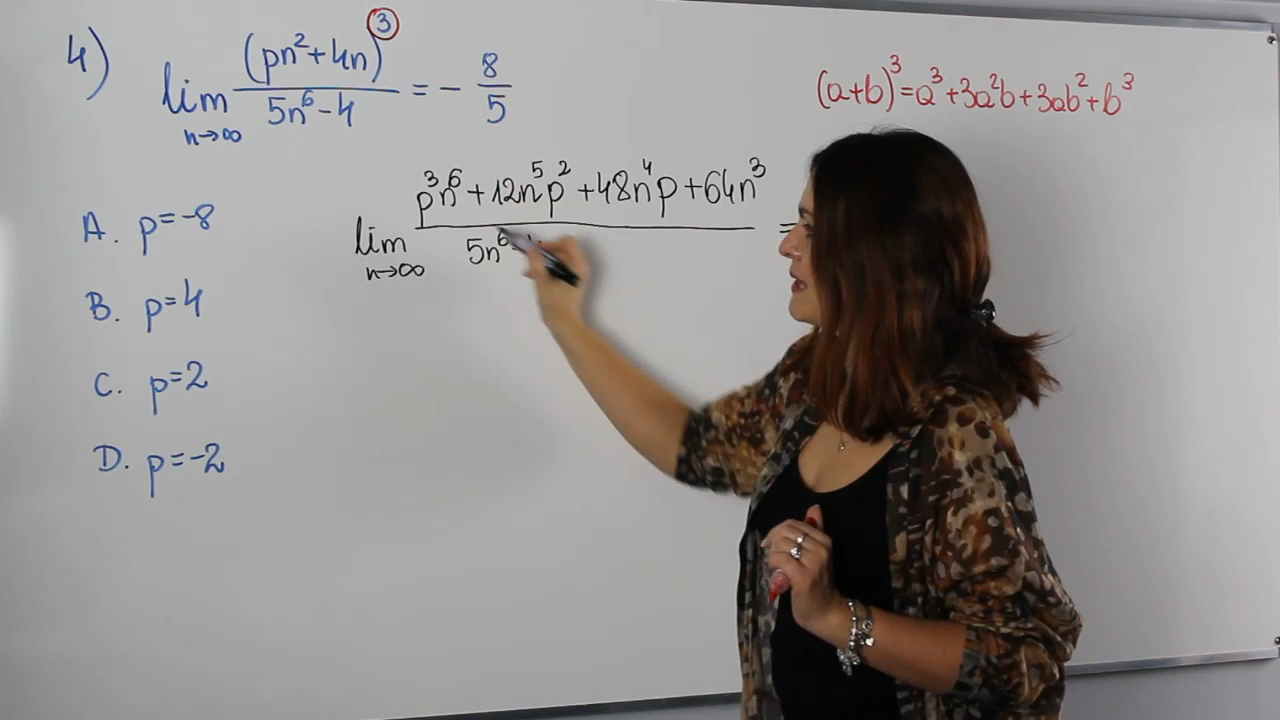 4) lim n→∞ (pn²+4n)³ / 5n⁶-4 = - 8/5
(a+b)³=a³+3a²b+3ab²+b³
lim n→∞ p³n⁶+12n⁵p²+48n⁴p+64n³ / 5n⁶- =
A. p=-8
B. p=4
C. p=2
D. p=-2